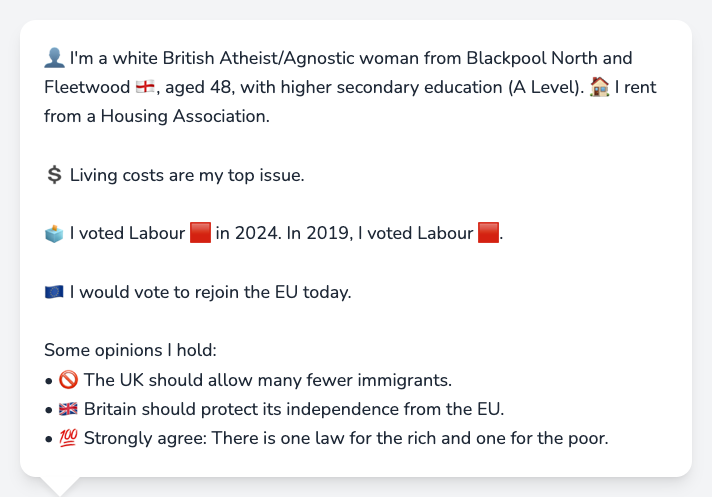 👤 I'm a white British Atheist/Agnostic woman from Blackpool North and
Fleetwood 🏴󠁧󠁢󠁥󠁮󠁧󠁿, aged 48, with higher secondary education (A Level). 🏠 I rent
from a Housing Association.
💲 Living costs are my top issue.
🗳️ I voted Labour 🟥 in 2024. In 2019, I voted Labour 🟥.
🇪🇺 I would vote to rejoin the EU today.
Some opinions I hold:
• 🚫 The UK should allow many fewer immigrants.
• 🇬🇧 Britain should protect its independence from the EU.
• 💯 Strongly agree: There is one law for the rich and one for the poor.